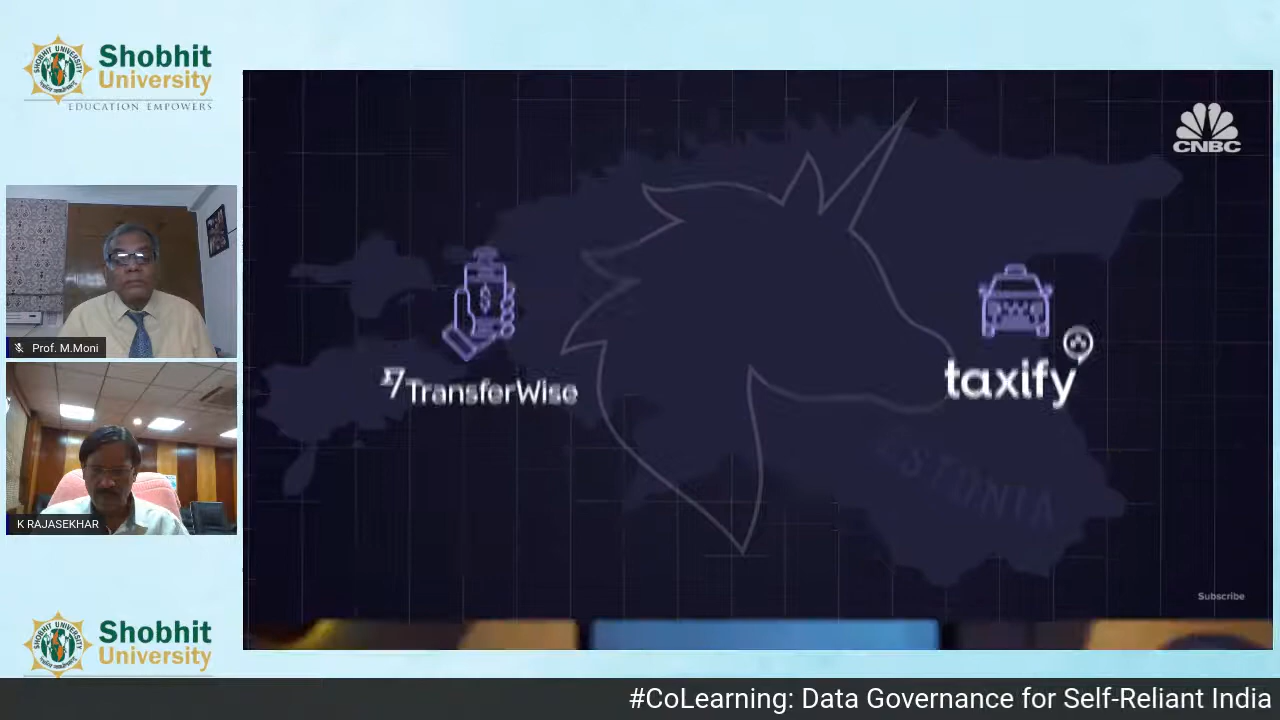 Shobhit
University
EDUCATION EMPOWERS
Prof. M.Moni
K RAJASEKHAR
CNBC
TransferWise
taxify
ESTONIA
Subscribe
Shobhit
University
#CoLearning: Data Governance for Self-Reliant India